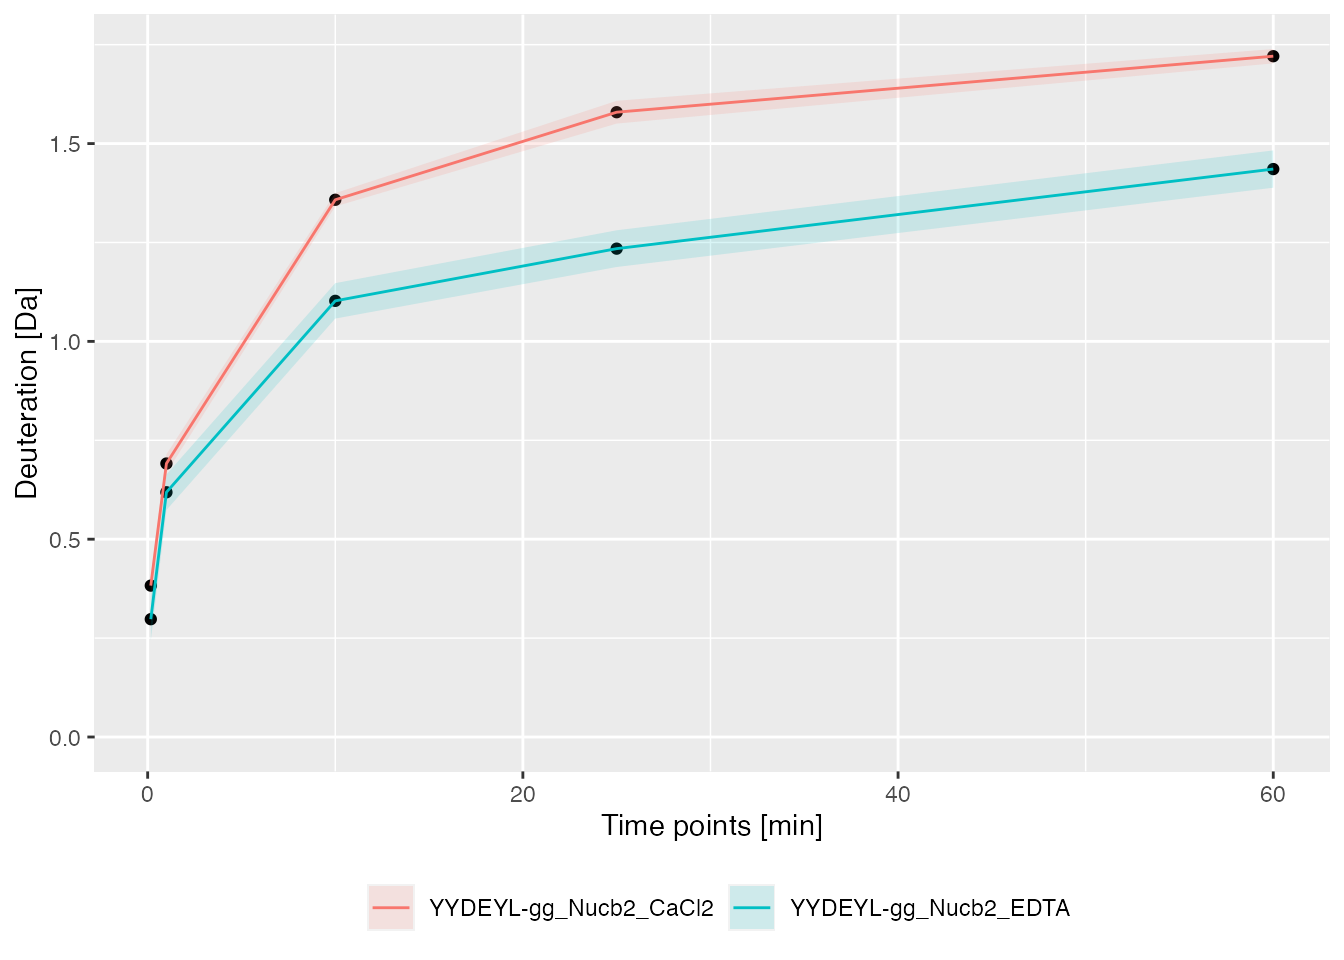 Deuteration [Da]
1.5
1.0
0.5
0.0
0 20 40 60
Time points [min]
YYDEYL-gg_Nucb2_CaCl2 YYDEYL-gg_Nucb2_EDTA